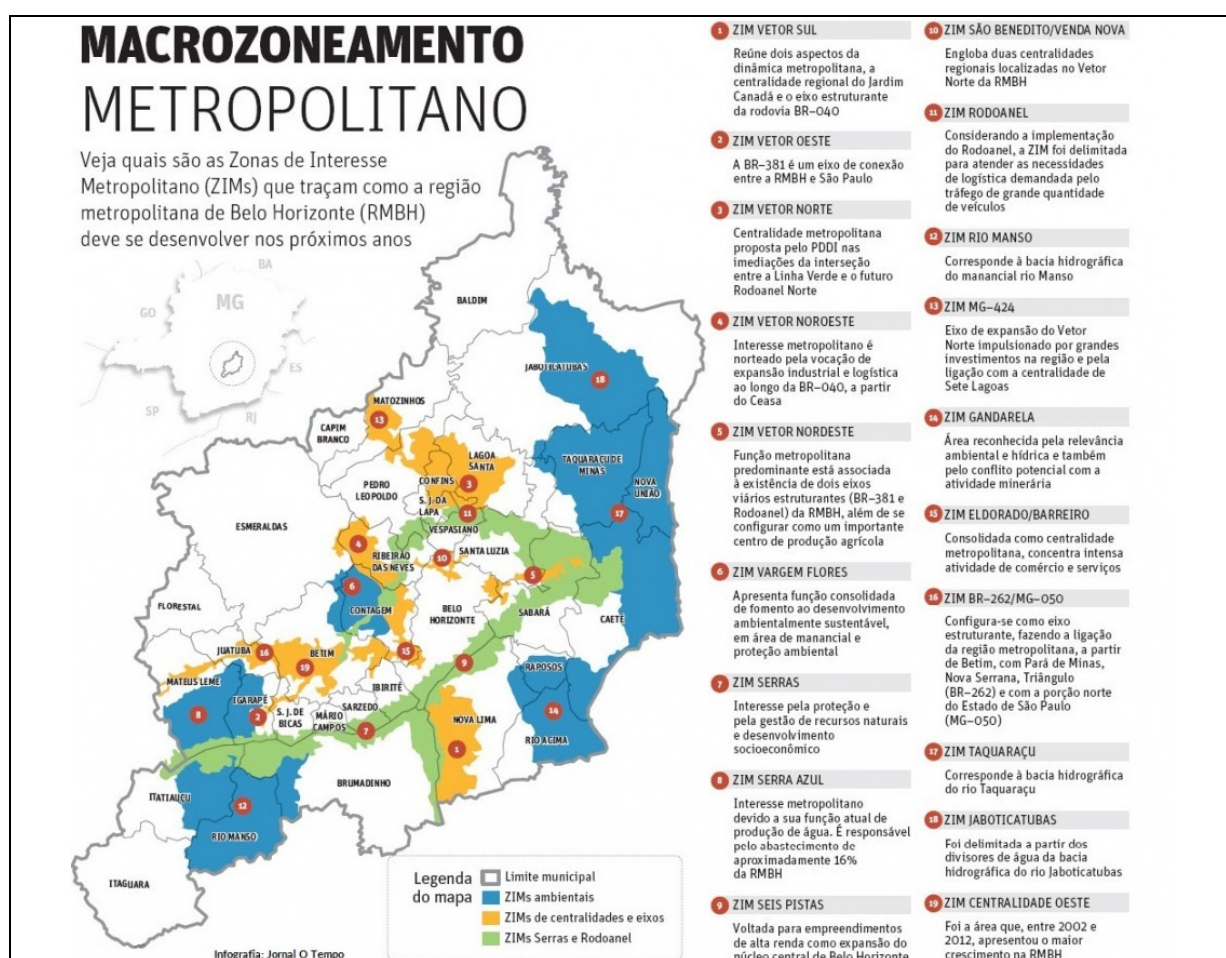 MACROZONEAMENTO
METROPOLITANO
Veja quais são as Zonas de Interesse
Metropolitano (ZIMs) que traçam como a região
metropolitana de Belo Horizonte (RMBH)
deve se desenvolver nos próximos anos
BA
MG
GO
ES
SP
RJ
BALDIM
JABOTICATUBAS
18
MATOZINHOS
13
CAPIM
BRANCO
LAGOA
SANTA
TAQUARAÇU DE
MINAS
NOVA
UNIÃO
CONFINS
3
PEDRO
LEOPOLDO
S. J. DA
LAPA
11
17
VESPASIANO
ESMERALDAS
4
RIBEIRÃO
DAS NEVES
10
SANTA LUZIA
5
6
CONTAGEM
FLORESTAL
BELO
HORIZONTE
SABARÁ
CAETÉ
JUATUBA
16
BETIM
19
15
9
MATEUS LEME
RAPOSOS
IGARAPÉ
IBIRITÉ
8
2
S. J. DE
BICAS
MÁRIO
CAMPOS
SARZEDO
7
NOVA LIMA
1
14
RIO ACIMA
BRUMADINHO
ITATIAIUÇU
12
RIO MANSO
ITAGUARA
Legenda
do mapa
Limite municipal
ZIMs ambientais
ZIMs de centralidades e eixos
ZIMs Serras e Rodoanel
Infografia: Jornal O Tempo
1 ZIM VETOR SUL
Reúne dois aspectos da
dinâmica metropolitana, a
centralidade regional do Jardim
Canadá e o eixo estruturante
da rodovia BR-040
2 ZIM VETOR OESTE
A BR-381 é um eixo de conexão
entre a RMBH e São Paulo
3 ZIM VETOR NORTE
Centralidade metropolitana
proposta pelo PDDI nas
imediações da interseção
entre a Linha Verde e o futuro
Rodoanel Norte
4 ZIM VETOR NOROESTE
Interesse metropolitano é
norteado pela vocação de
expansão industrial e logística
ao longo da BR-040, a partir
do Ceasa
5 ZIM VETOR NORDESTE
Função metropolitana
predominante está associada
à existência de dois eixos
viários estruturantes (BR-381 e
Rodoanel) da RMBH, além de se
configurar como um importante
centro de produção agrícola
6 ZIM VARGEM FLORES
Apresenta função consolidada
de fomento ao desenvolvimento
ambientalmente sustentável,
em área de manancial e
proteção ambiental
7 ZIM SERRAS
Interesse pela proteção e
pela gestão de recursos naturais
e desenvolvimento
socioeconômico
8 ZIM SERRA AZUL
Interesse metropolitano
devido a sua função atual de
produção de água. É responsável
pelo abastecimento de
aproximadamente 16%
da RMBH
9 ZIM SEIS PISTAS
Voltada para empreendimentos
de alta renda como expansão do
núcleo central de Belo Horizonte
10 ZIM SÃO BENEDITO/VENDA NOVA
Engloba duas centralidades
regionais localizadas no Vetor
Norte da RMBH
11 ZIM RODOANEL
Considerando a implementação
do Rodoanel, a ZIM foi delimitada
para atender as necessidades
de logística demandada pelo
tráfego de grande quantidade
de veículos
12 ZIM RIO MANSO
Corresponde à bacia hidrográfica
do manancial rio Manso
13 ZIM MG-424
Eixo de expansão do Vetor
Norte impulsionado por grandes
investimentos na região e pela
ligação com a centralidade de
Sete Lagoas
14 ZIM GANDARELA
Área reconhecida pela relevância
ambiental e hídrica e também
pelo conflito potencial com a
atividade minerária
15 ZIM ELDORADO/BARREIRO
Consolidada como centralidade
metropolitana, concentra intensa
atividade de comércio e serviços
16 ZIM BR-262/MG-050
Configura-se como eixo
estruturante, fazendo a ligação
da região metropolitana, a partir
de Betim, com Pará de Minas,
Nova Serrana, Triângulo
(BR-262) e com a porção norte
do Estado de São Paulo
(MG-050)
17 ZIM TAQUARAÇU
Corresponde à bacia hidrográfica
do rio Taquaraçu
18 ZIM JABOTICATUBAS
Foi delimitada a partir dos
divisores de água da bacia
hidrográfica do rio Jaboticatubas
19 ZIM CENTRALIDADE OESTE
Foi a área que, entre 2002 e
2012, apresentou o maior
crescimento na RMBH